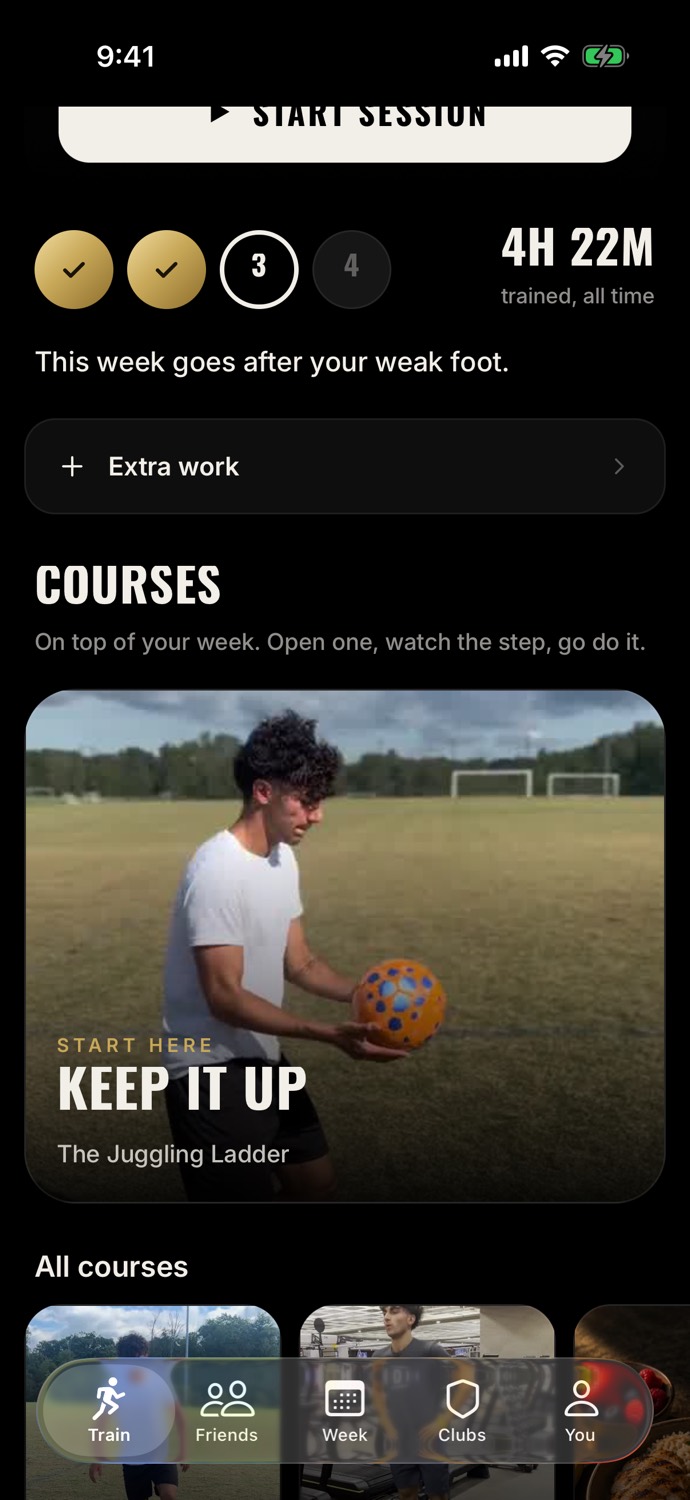 9:41
START SESSION
3
4
4H 22M
trained, all time
This week goes after your weak foot.
Extra work
COURSES
On top of your week. Open one, watch the step, go do it.
START HERE
KEEP IT UP
The Juggling Ladder
All courses
Train
Friends
Week
Clubs
You